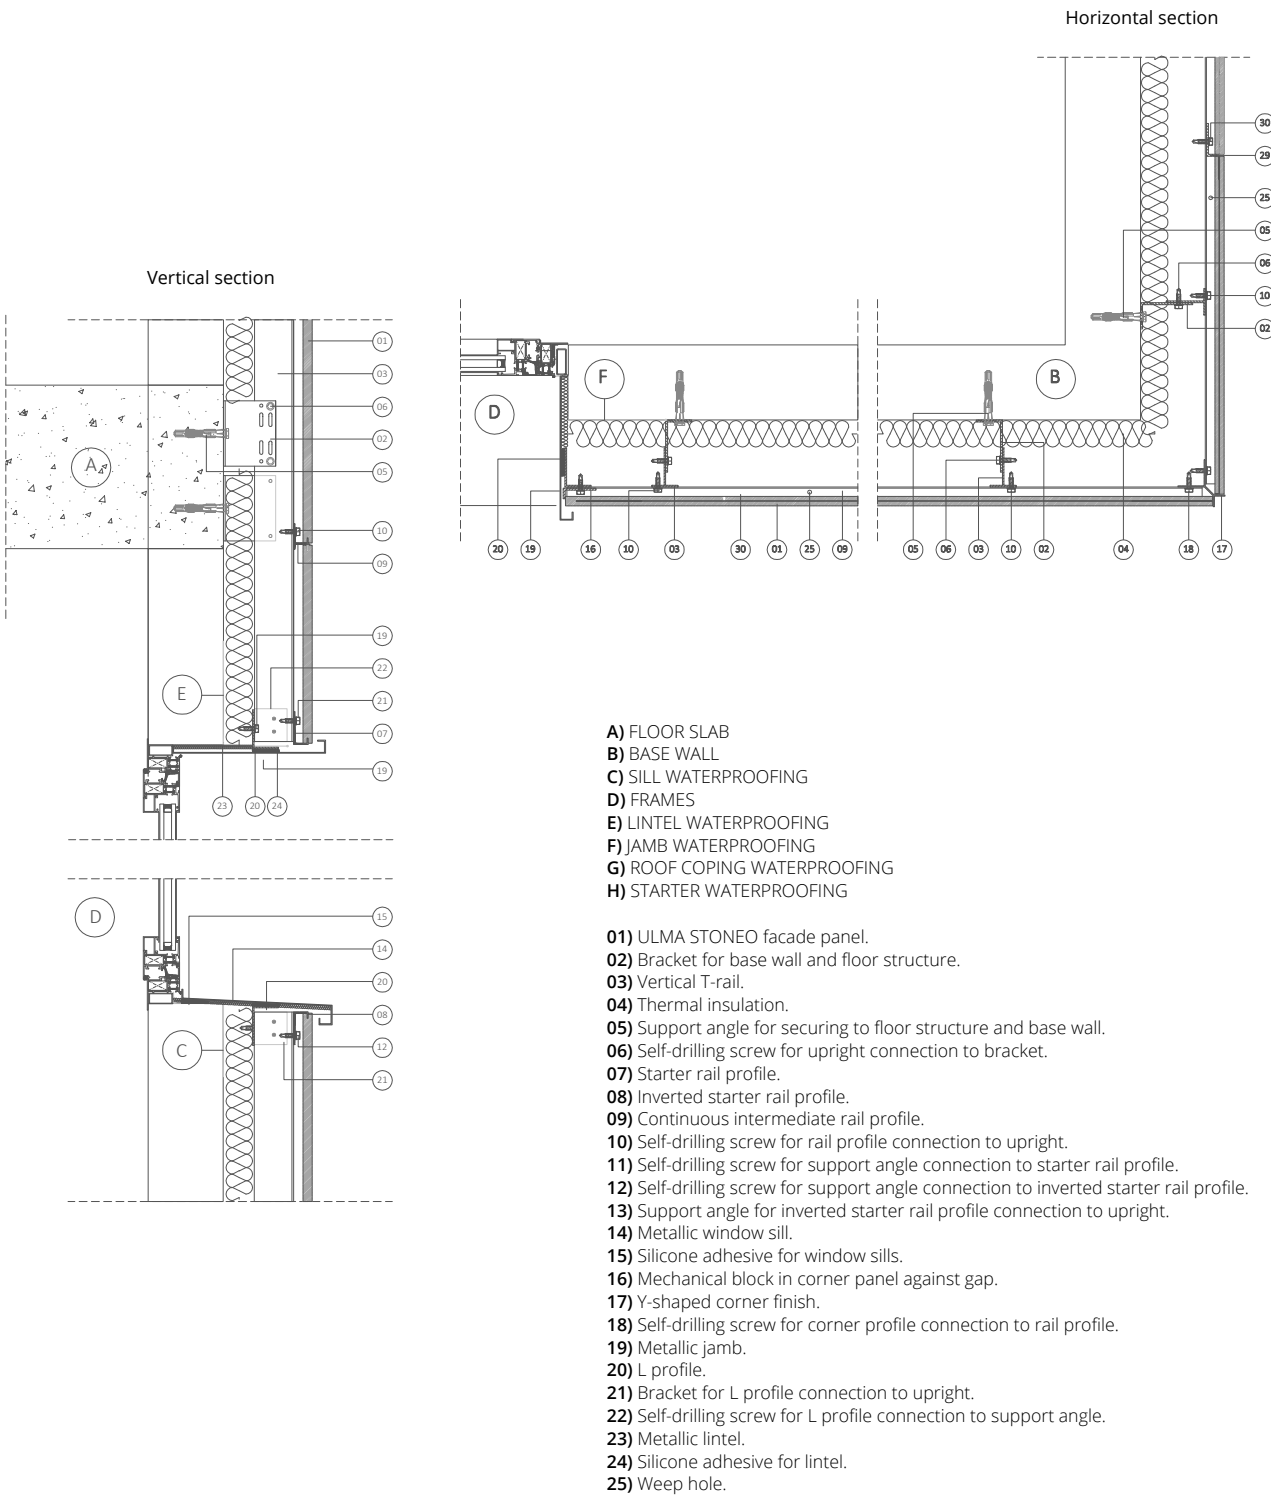 Horizontal section
30
29
25
05
06
10
02
B
F
D
20
19
16
10
03
30
01
25
09
05
06
03
10
02
04
18
17
Vertical section
01
03
06
02
05
A
10
09
19
22
E
21
07
19
23
20
24
D
15
14
20
08
C
12
21
A) FLOOR SLAB
B) BASE WALL
C) SILL WATERPROOFING
D) FRAMES
E) LINTEL WATERPROOFING
F) JAMB WATERPROOFING
G) ROOF COPING WATERPROOFING
H) STARTER WATERPROOFING
01) ULMA STONEO facade panel.
02) Bracket for base wall and floor structure.
03) Vertical T-rail.
04) Thermal insulation.
05) Support angle for securing to floor structure and base wall.
06) Self-drilling screw for upright connection to bracket.
07) Starter rail profile.
08) Inverted starter rail profile.
09) Continuous intermediate rail profile.
10) Self-drilling screw for rail profile connection to upright.
11) Self-drilling screw for support angle connection to starter rail profile.
12) Self-drilling screw for support angle connection to inverted starter rail profile.
13) Support angle for inverted starter rail profile connection to upright.
14) Metallic window sill.
15) Silicone adhesive for window sills.
16) Mechanical block in corner panel against gap.
17) Y-shaped corner finish.
18) Self-drilling screw for corner profile connection to rail profile.
19) Metallic jamb.
20) L profile.
21) Bracket for L profile connection to upright.
22) Self-drilling screw for L profile connection to support angle.
23) Metallic lintel.
24) Silicone adhesive for lintel.
25) Weep hole.